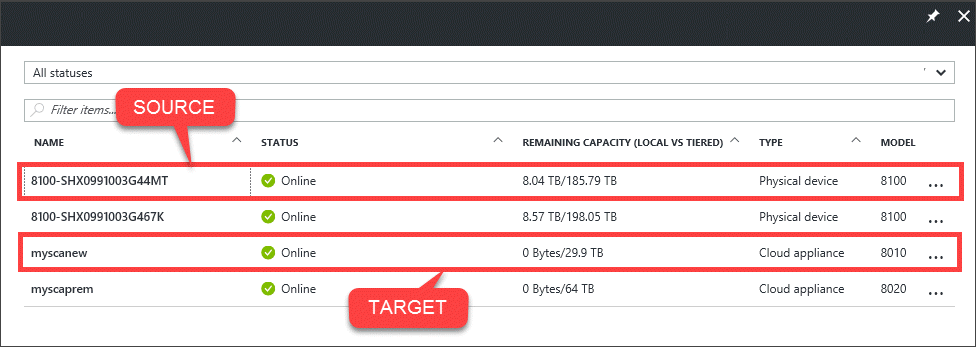 All statuses
Filter items...
SOURCE
NAME STATUS REMAINING CAPACITY (LOCAL VS TIERED) TYPE MODEL
8100-SHX0991003G44MT Online 8.04 TB/185.79 TB Physical device 8100 ...
8100-SHX0991003G467K Online 8.57 TB/198.05 TB Physical device 8100 ...
myscanew Online 0 Bytes/29.9 TB Cloud appliance 8010 ...
myscaprem Online 0 Bytes/64 TB Cloud appliance 8020 ...
TARGET